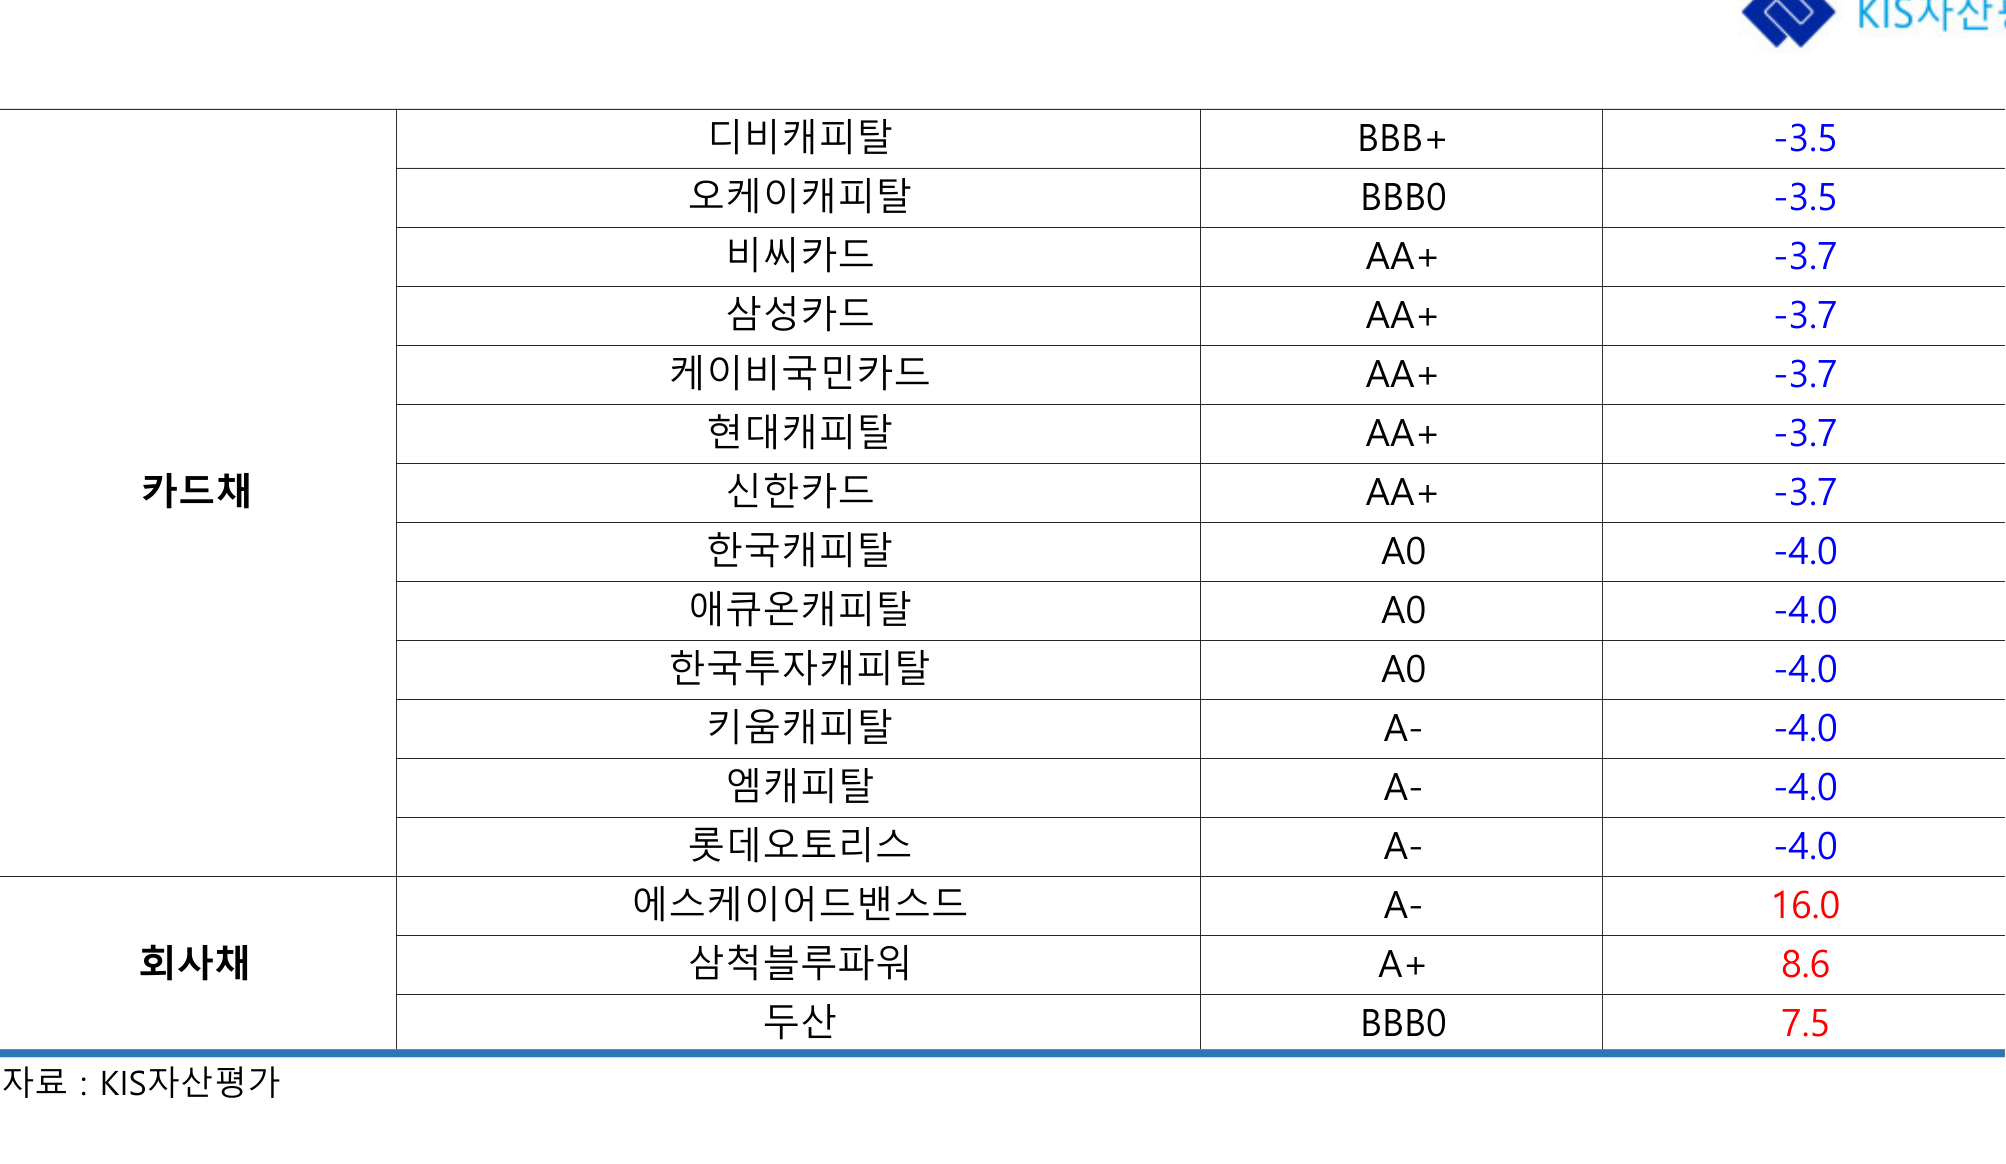 KIS자산
디비캐피탈 BBB+ -3.5
오케이캐피탈 BBB0 -3.5
비씨카드 AA+ -3.7
삼성카드 AA+ -3.7
케이비국민카드 AA+ -3.7
현대캐피탈 AA+ -3.7
카드채 신한카드 AA+ -3.7
한국캐피탈 A0 -4.0
애큐온캐피탈 A0 -4.0
한국투자캐피탈 A0 -4.0
키움캐피탈 A- -4.0
엠캐피탈 A- -4.0
롯데오토리스 A- -4.0
에스케이어드밴스드 A- 16.0
회사채 삼척블루파워 A+ 8.6
두산 BBB0 7.5
자료 : KIS자산평가